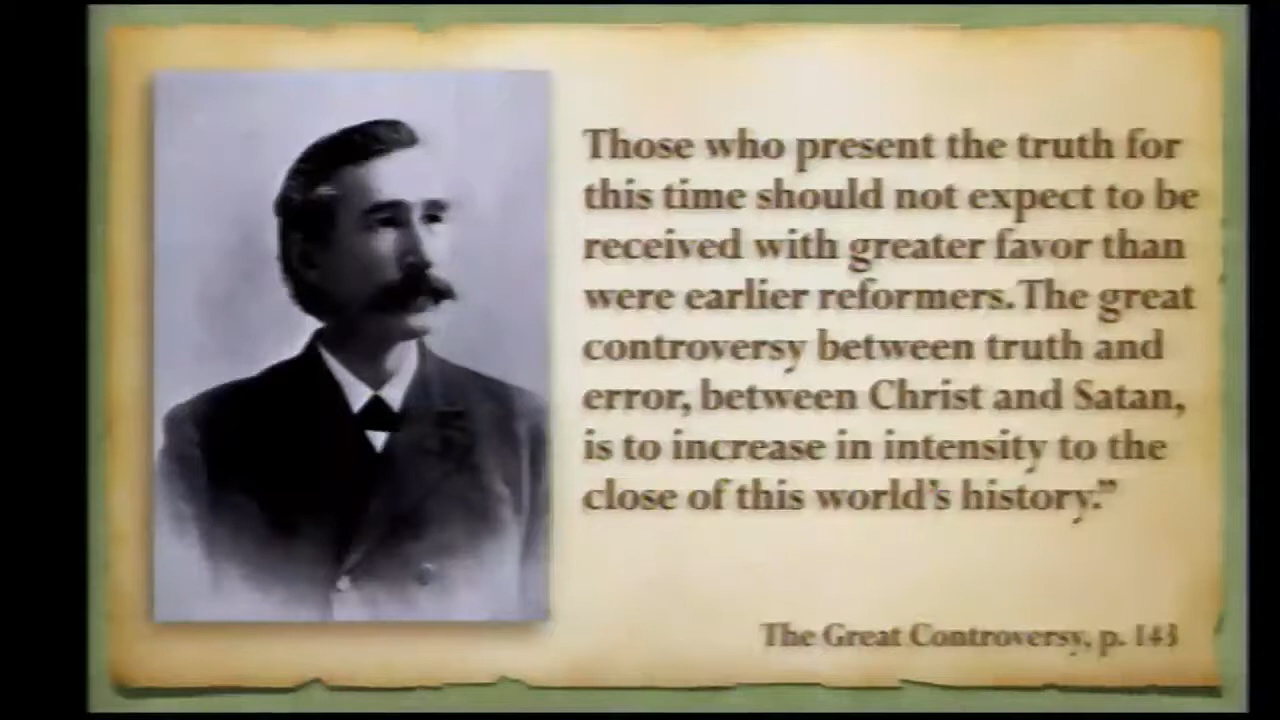 Those who present the truth for
this time should not expect to be
received with greater favor than
were earlier reformers. The great
controversy between truth and
error, between Christ and Satan,
is to increase in intensity to the
close of this world's history.”
The Great Controversy, p. 143